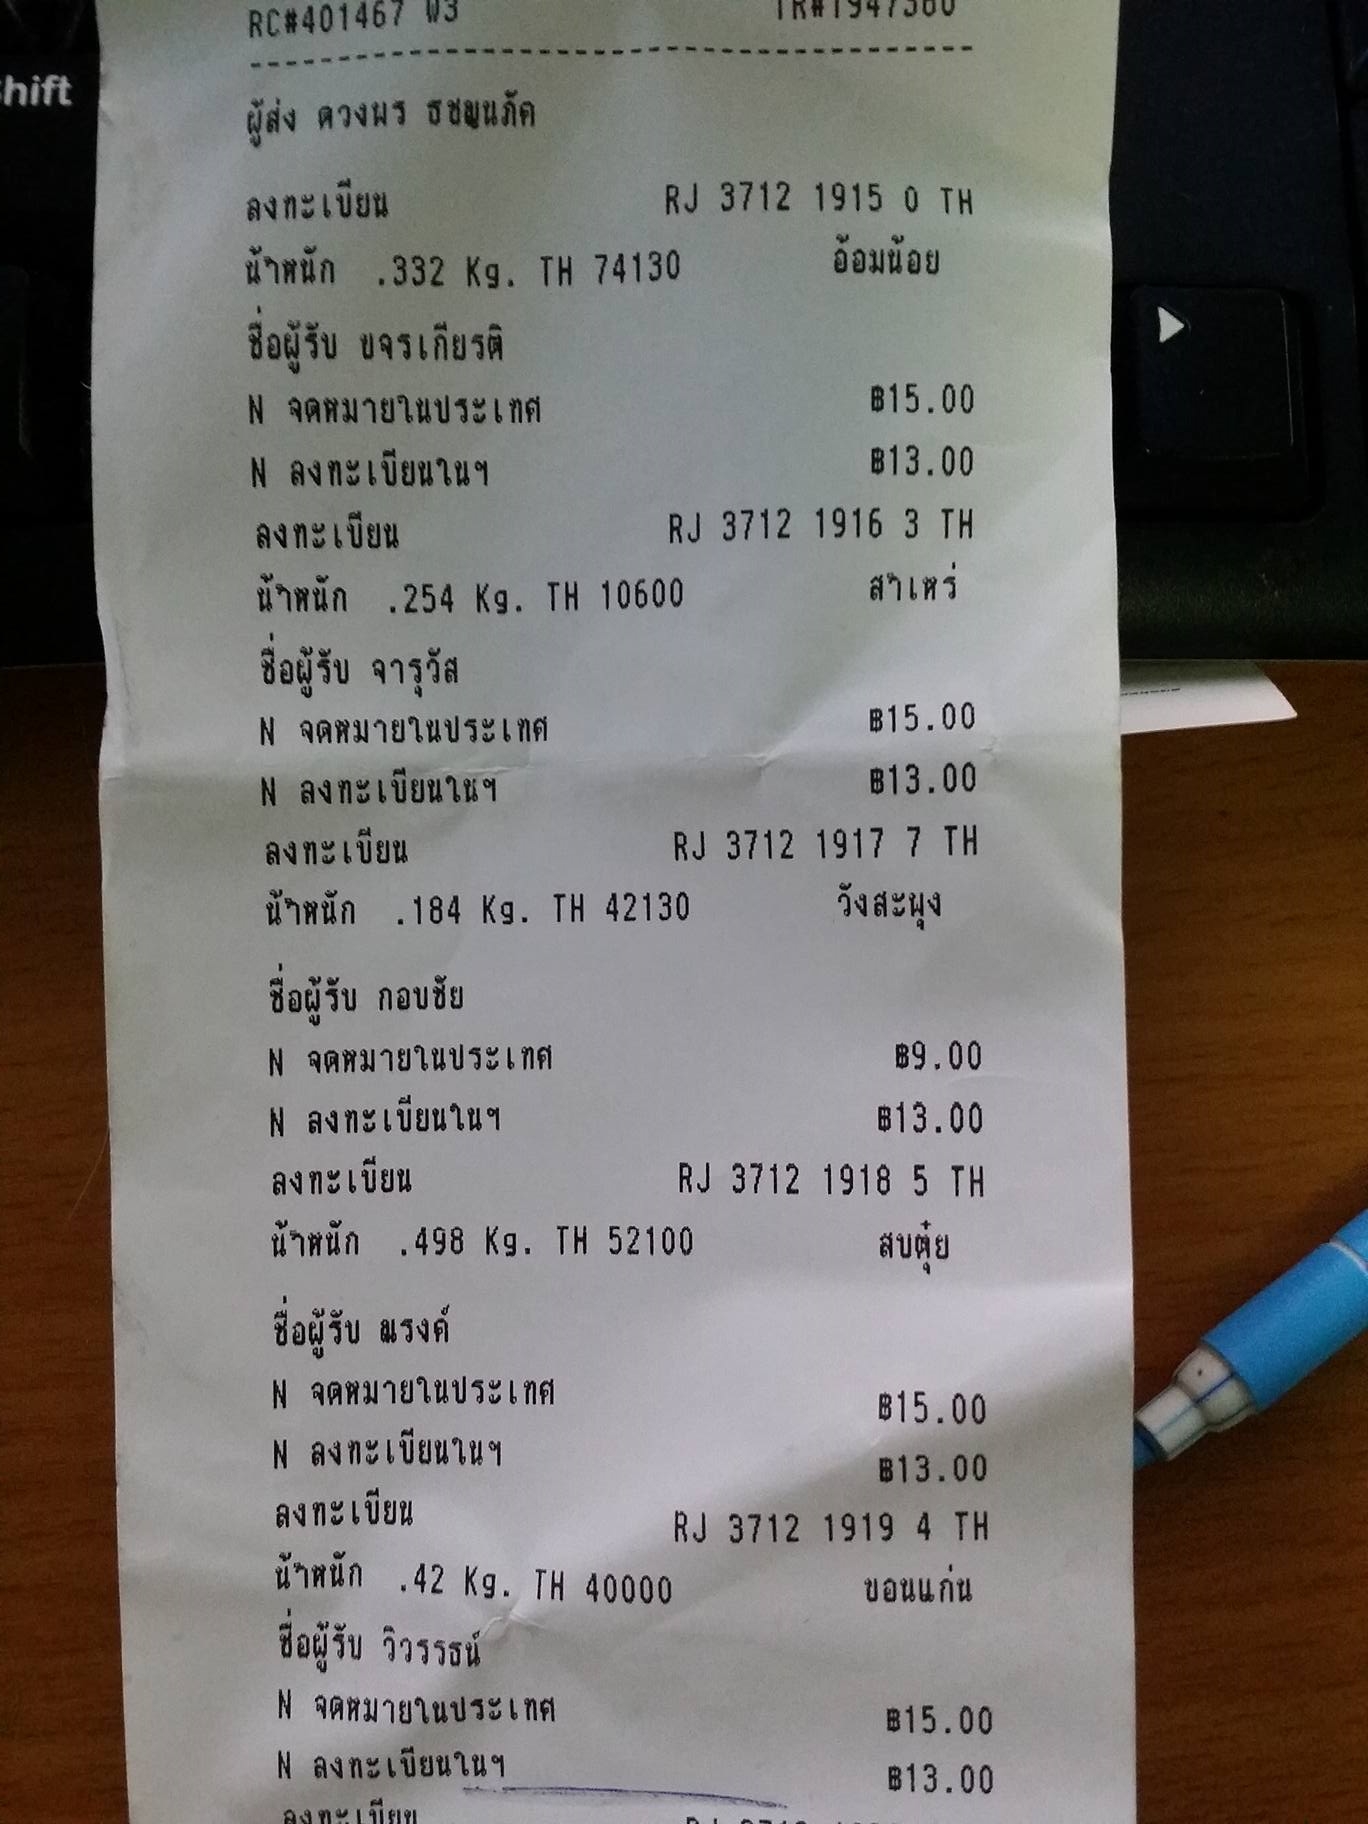 Shift
RC#401467 W3 TR#1947360
--------------------------------------
ผู้ส่ง ดวงพร ธชผนภัค
ลงทะเบียน RJ 3712 1915 0 TH
น้ำหนัก .332 Kg. TH 74130 อ้อมน้อย
ชื่อผู้รับ ขจรเกียรติ
N จดหมายในประเทศ ฿15.00
N ลงทะเบียนในฯ ฿13.00
ลงทะเบียน RJ 3712 1916 3 TH
น้ำหนัก .254 Kg. TH 10600 สำเหร่
ชื่อผู้รับ จารุวัส
N จดหมายในประเทศ ฿15.00
N ลงทะเบียนในฯ ฿13.00
ลงทะเบียน RJ 3712 1917 7 TH
น้ำหนัก .184 Kg. TH 42130 วังสะพุง
ชื่อผู้รับ กอบชัย
N จดหมายในประเทศ ฿9.00
N ลงทะเบียนในฯ ฿13.00
ลงทะเบียน RJ 3712 1918 5 TH
น้ำหนัก .498 Kg. TH 52100 สบตุ๋ย
ชื่อผู้รับ ณรงค์
N จดหมายในประเทศ ฿15.00
N ลงทะเบียนในฯ ฿13.00
ลงทะเบียน RJ 3712 1919 4 TH
น้ำหนัก .42 Kg. TH 40000 ขอนแก่น
ชื่อผู้รับ วิวรรธน์
N จดหมายในประเทศ ฿15.00
N ลงทะเบียนในฯ ฿13.00
ลงทะเบียน RJ 3712